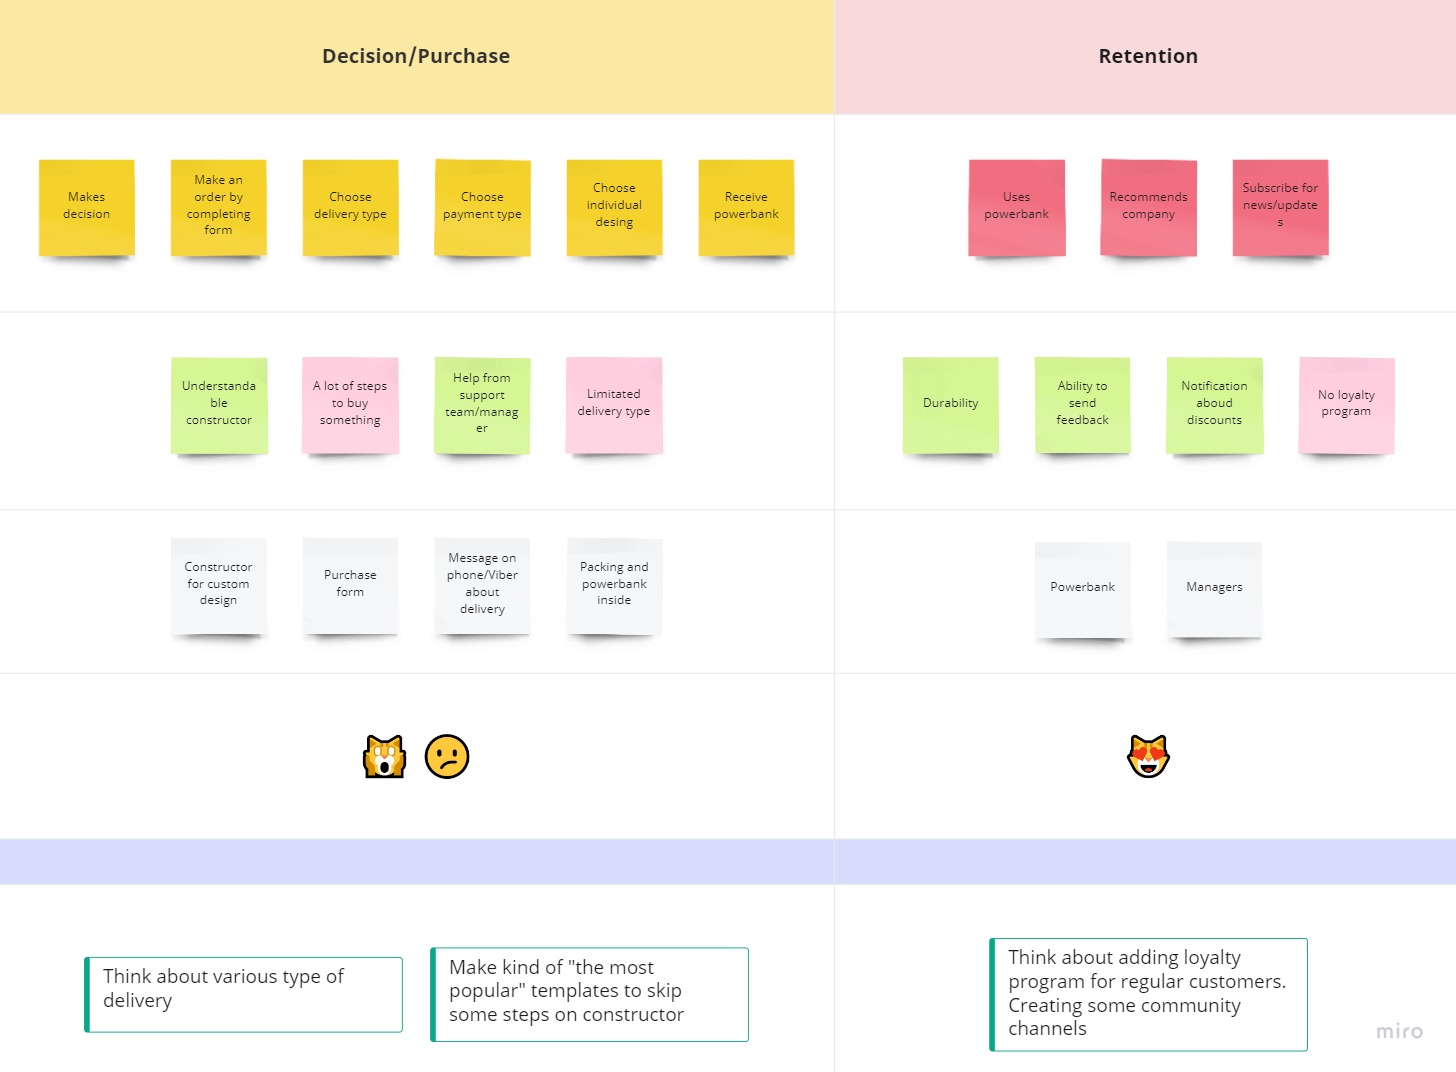 Decision/Purchase
Retention
Makes
decision
Make an
order by
completing
form
Choose
delivery type
Choose
payment type
Choose
individual
desing
Receive
powerbank
Uses
powerbank
Recommends
company
Subscribe for
news/update
s
Understanda
ble
constructor
A lot of steps
to buy
something
Help from
support
team/manag
er
Limitated
delivery type
Durability
Ability to
send
feedback
Notification
aboud
discounts
No loyalty
program
Constructor
for custom
design
Purchase
form
Message on
phone/Viber
about
delivery
Packing and
powerbank
inside
Powerbank
Managers
Think about various type of
delivery
Make kind of "the most
popular" templates to skip
some steps on constructor
Think about adding loyalty
program for regular customers.
Creating some community
channels
miro